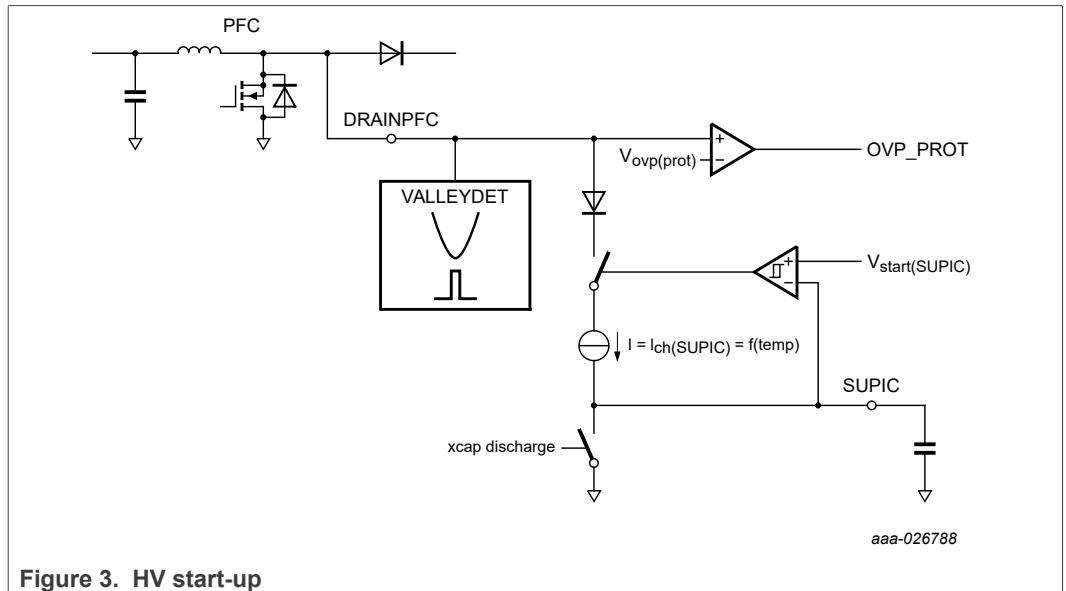 PFC
DRAINPFC
V_ovp(prot)
OVP_PROT
VALLEYDET
V_start(SUPIC)
I = I_ch(SUPIC) = f(temp)
SUPIC
xcap discharge
aaa-026788
Figure 3. HV start-up